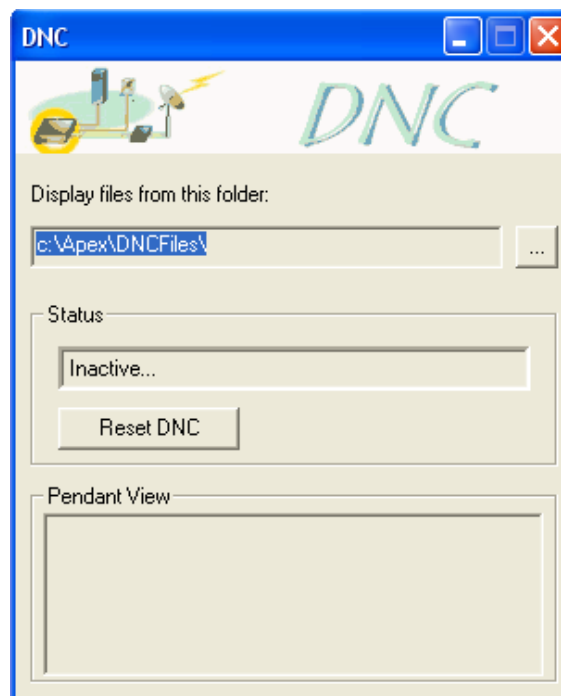 DNC
DNC
Display files from this folder:
c:\Apex\DNCFiles\
...
Status
Inactive...
Reset DNC
Pendant View